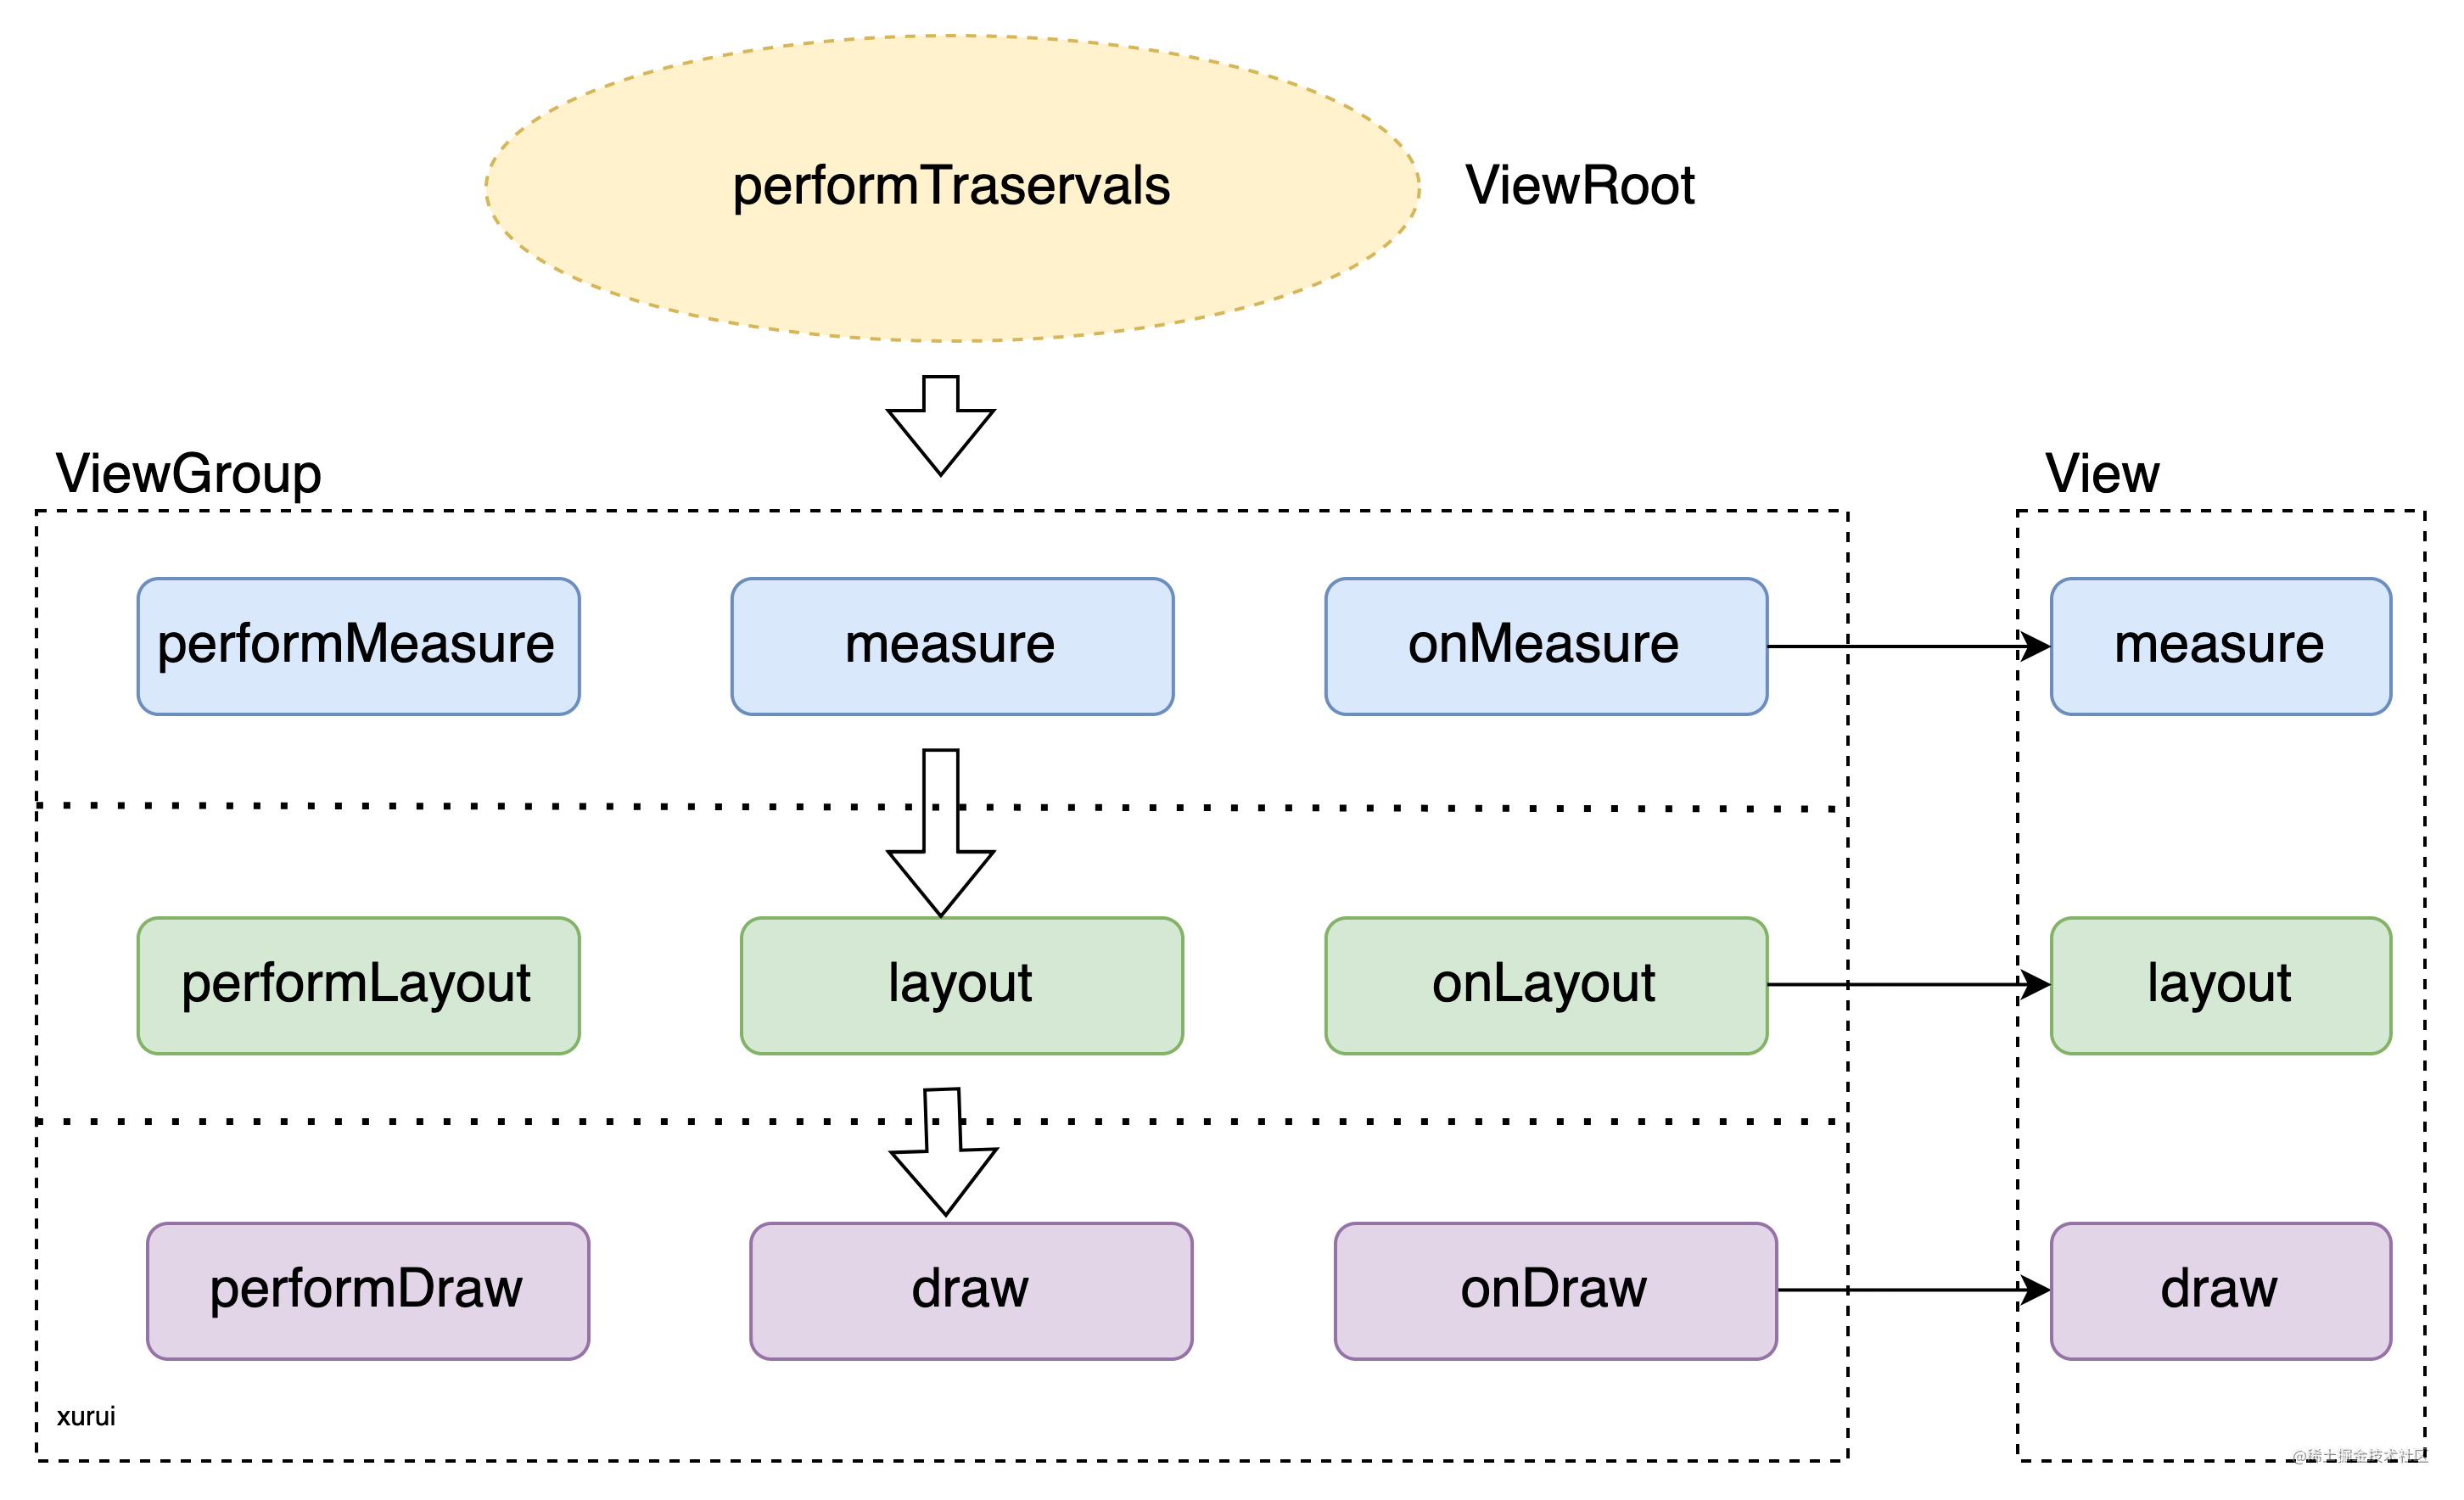 performTraservals
ViewRoot
ViewGroup
View
performMeasure
measure
onMeasure
measure
performLayout
layout
onLayout
layout
performDraw
draw
onDraw
draw
xurui
@稀土掘金技术社区